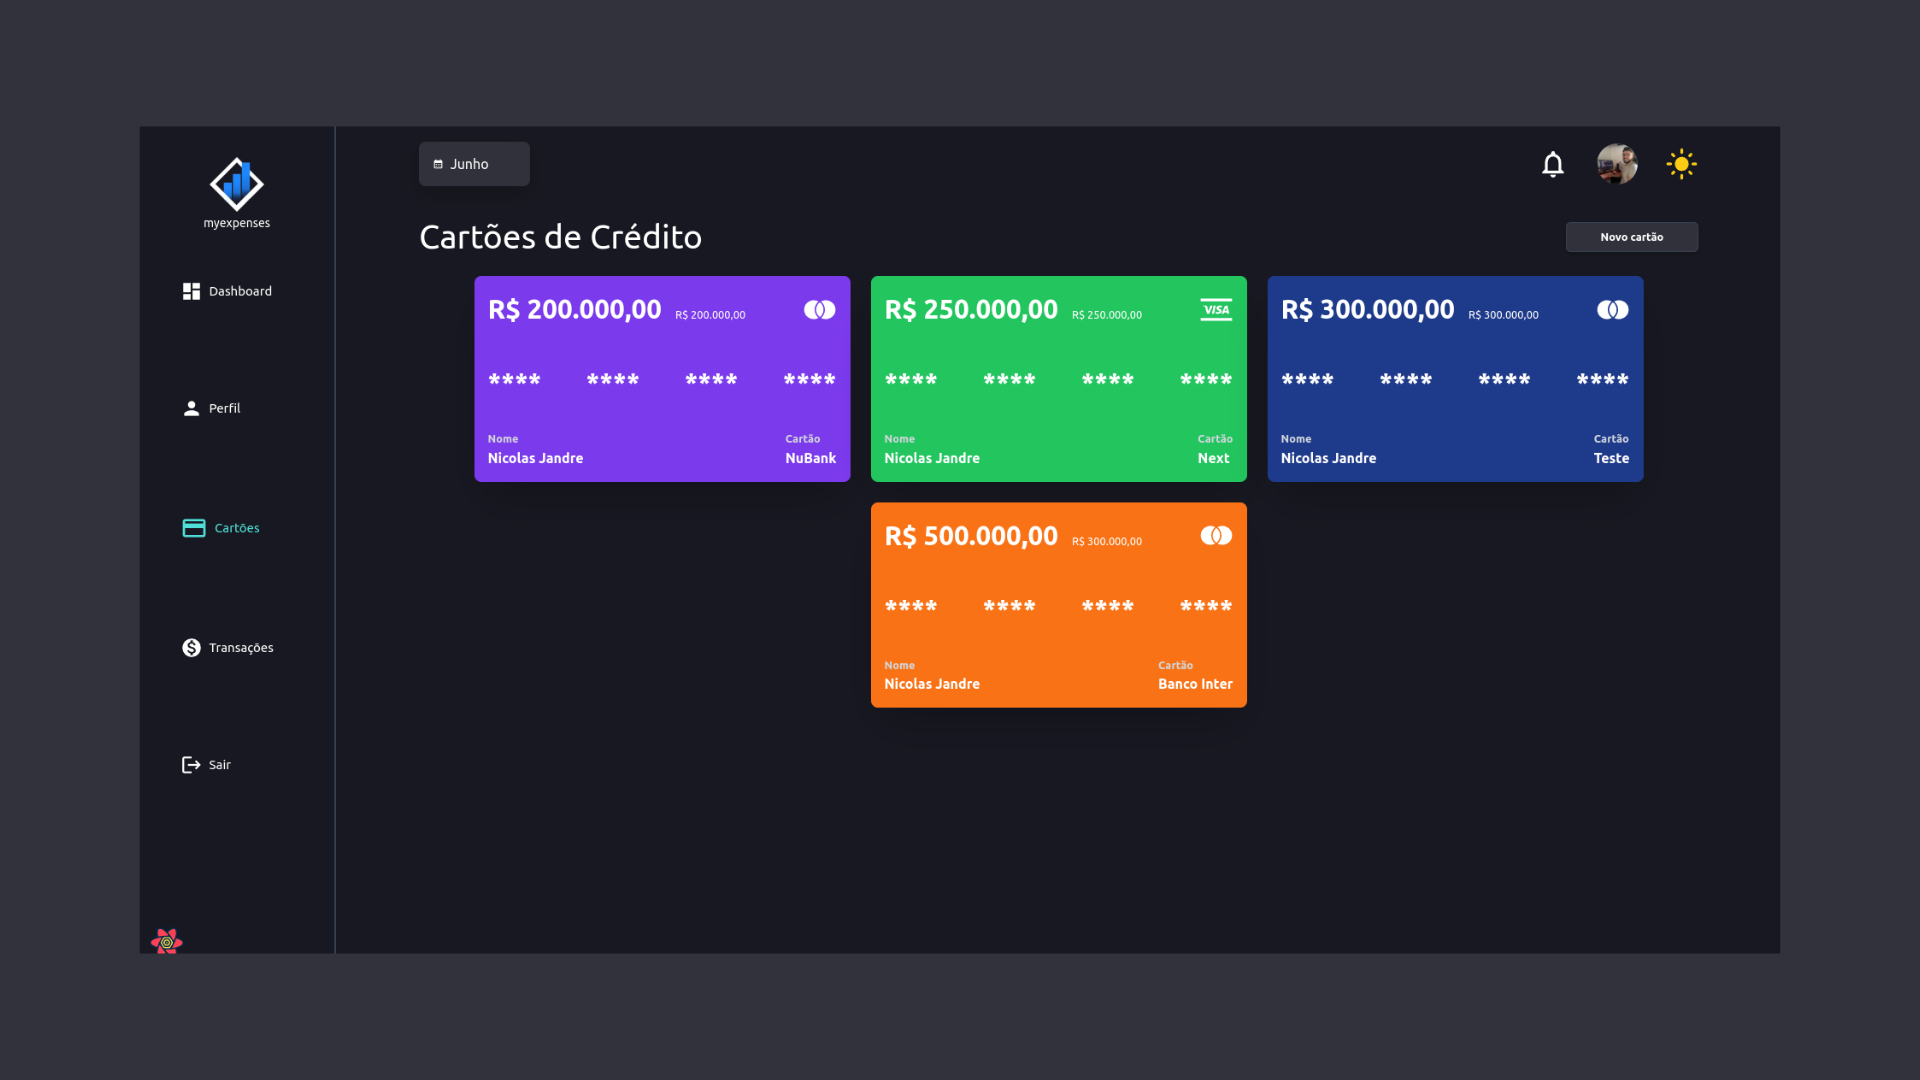 myexpenses
Dashboard
Perfil
Cartões
Transações
Sair
Junho
Cartões de Crédito
Novo cartão
R$ 200.000,00 R$ 200.000,00
**** **** **** ****
Nome Cartão
Nicolas Jandre NuBank
R$ 250.000,00 R$ 250.000,00 VISA
**** **** **** ****
Nome Cartão
Nicolas Jandre Next
R$ 300.000,00 R$ 300.000,00
**** **** **** ****
Nome Cartão
Nicolas Jandre Teste
R$ 500.000,00 R$ 300.000,00
**** **** **** ****
Nome Cartão
Nicolas Jandre Banco Inter